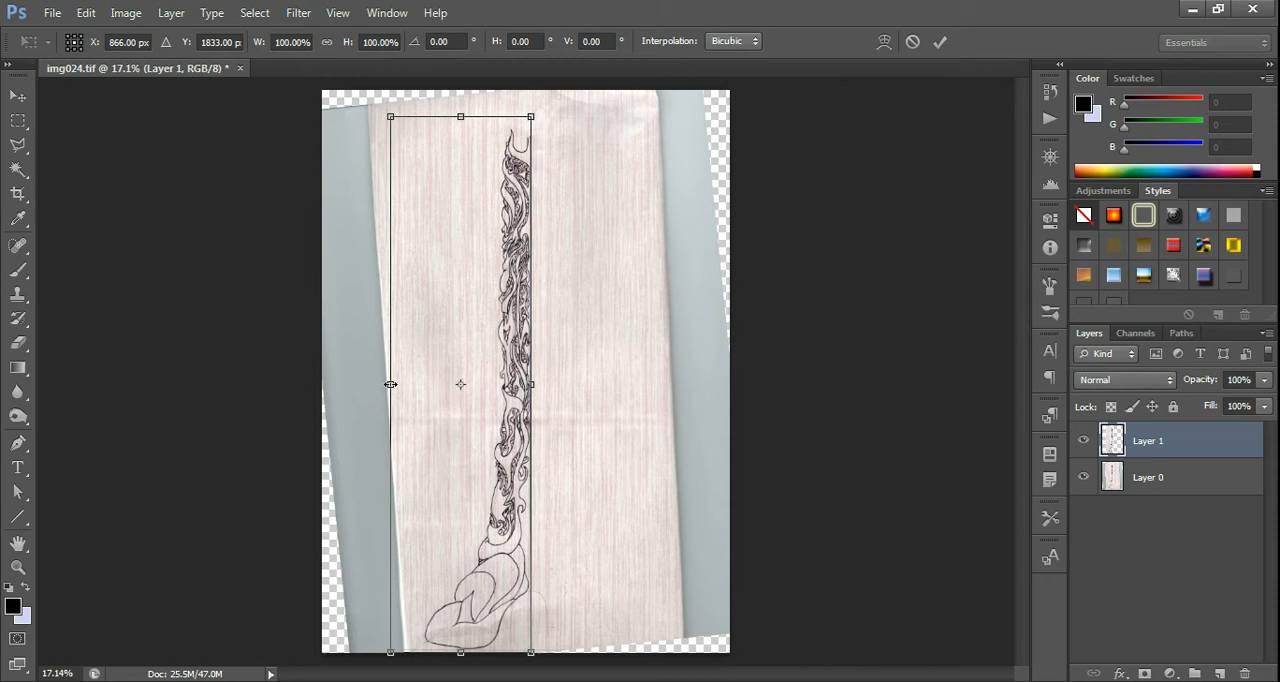 Ps File Edit Image Layer Type Select Filter View Window Help
X: 866.00 px Y: 1833.00 p W: 100.00% H: 100.00% 0.00 ° H: 0.00 ° V: 0.00 ° Interpolation: Bicubic Essentials
img024.tif @ 17.1% (Layer 1, RGB/8) * ×
Color Swatches
R 0
G 0
B 0
Adjustments Styles
Layers Channels Paths
Kind
Normal Opacity: 100%
Lock: Fill: 100%
Layer 1
Layer 0
17.14% Doc: 25.5M/47.0M